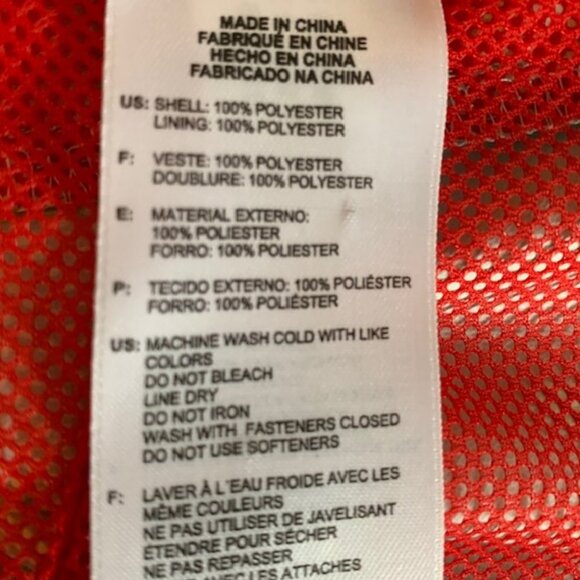 MADE IN CHINA
FABRIQUÉ EN CHINE
HECHO EN CHINA
FABRICADO NA CHINA
US: SHELL: 100% POLYESTER
LINING: 100% POLYESTER
F: VESTE: 100% POLYESTER
DOUBLURE: 100% POLYESTER
E: MATERIAL EXTERNO:
100% POLIESTER
FORRO: 100% POLIESTER
P: TECIDO EXTERNO: 100% POLIÉSTER
FORRO: 100% POLIÉSTER
US: MACHINE WASH COLD WITH LIKE
COLORS
DO NOT BLEACH
LINE DRY
DO NOT IRON
WASH WITH FASTENERS CLOSED
DO NOT USE SOFTENERS
F: LAVER À L'EAU FROIDE AVEC LES
MÊME COULEURS
NE PAS UTILISER DE JAVELISANT
ÉTENDRE POUR SÉCHER
NE PAS REPASSER
AVEC LES ATTACHES